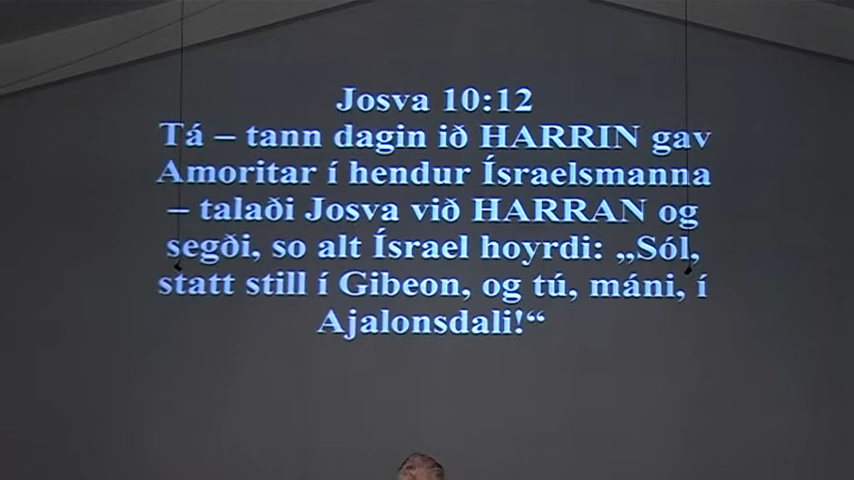 Josva 10:12
Tá – tann dagin ið HARRIN gav
Amoritar í hendur Ísraelsmanna
– talaði Josva við HARRAN og
segði, so alt Ísrael hoyrdi: „Sól,
statt still í Gibeon, og tú, máni, í
Ajalonsdali!“